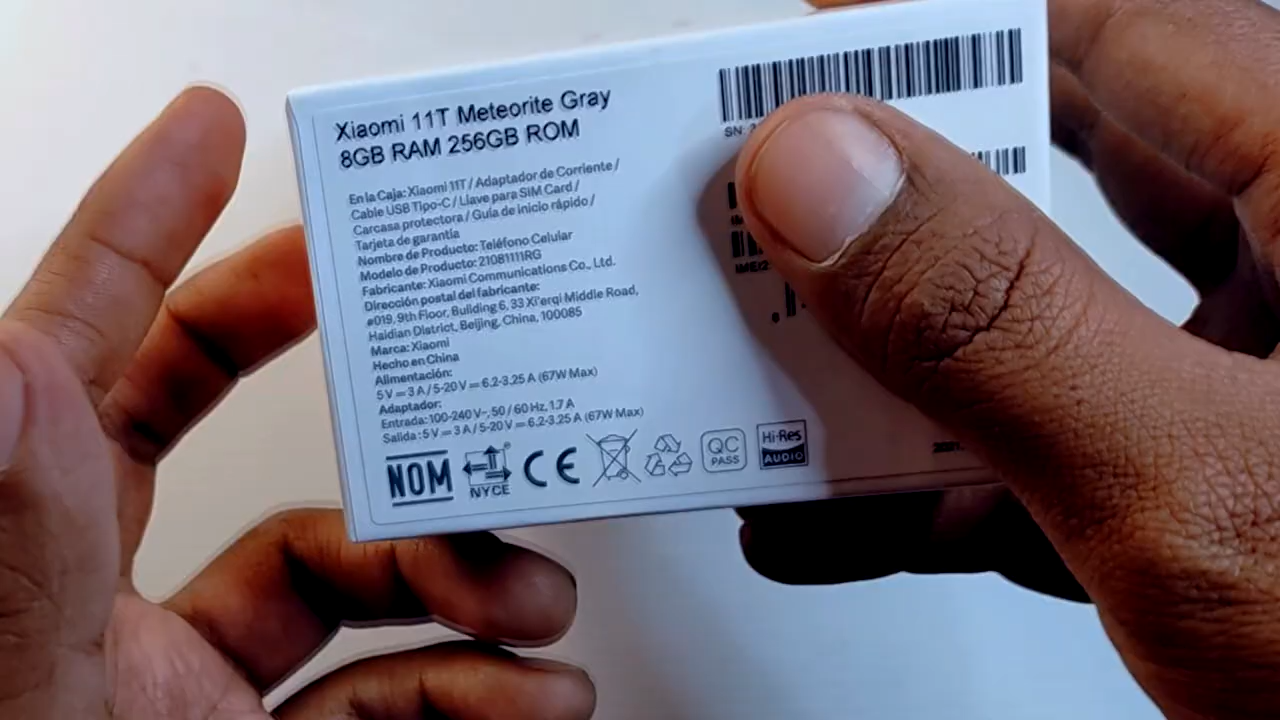 Xiaomi 11T Meteorite Gray
8GB RAM 256GB ROM
En la Caja: Xiaomi 11T / Adaptador de Corriente /
Cable USB Tipo-C / Llave para SIM Card /
Carcasa protectora / Guía de inicio rápido /
Tarjeta de garantía
Nombre de Producto: Teléfono Celular
Modelo de Producto: 21081111RG
Fabricante: Xiaomi Communications Co., Ltd.
Dirección postal del fabricante:
#019, 9th Floor, Building 6, 33 Xi'erqi Middle Road,
Haidian District, Beijing, China, 100085
Marca: Xiaomi
Hecho en China
Alimentación:
5 V⎓3 A / 5-20 V⎓6.2-3.25 A (67W Max)
Adaptador:
Entrada: 100-240 V~, 50 / 60 Hz, 1.7 A
Salida: 5 V⎓3 A / 5-20 V⎓6.2-3.25 A (67W Max)
NOM
NYCE
CE
QC
PASS
Hi-Res
AUDIO
SN:
IMEI2